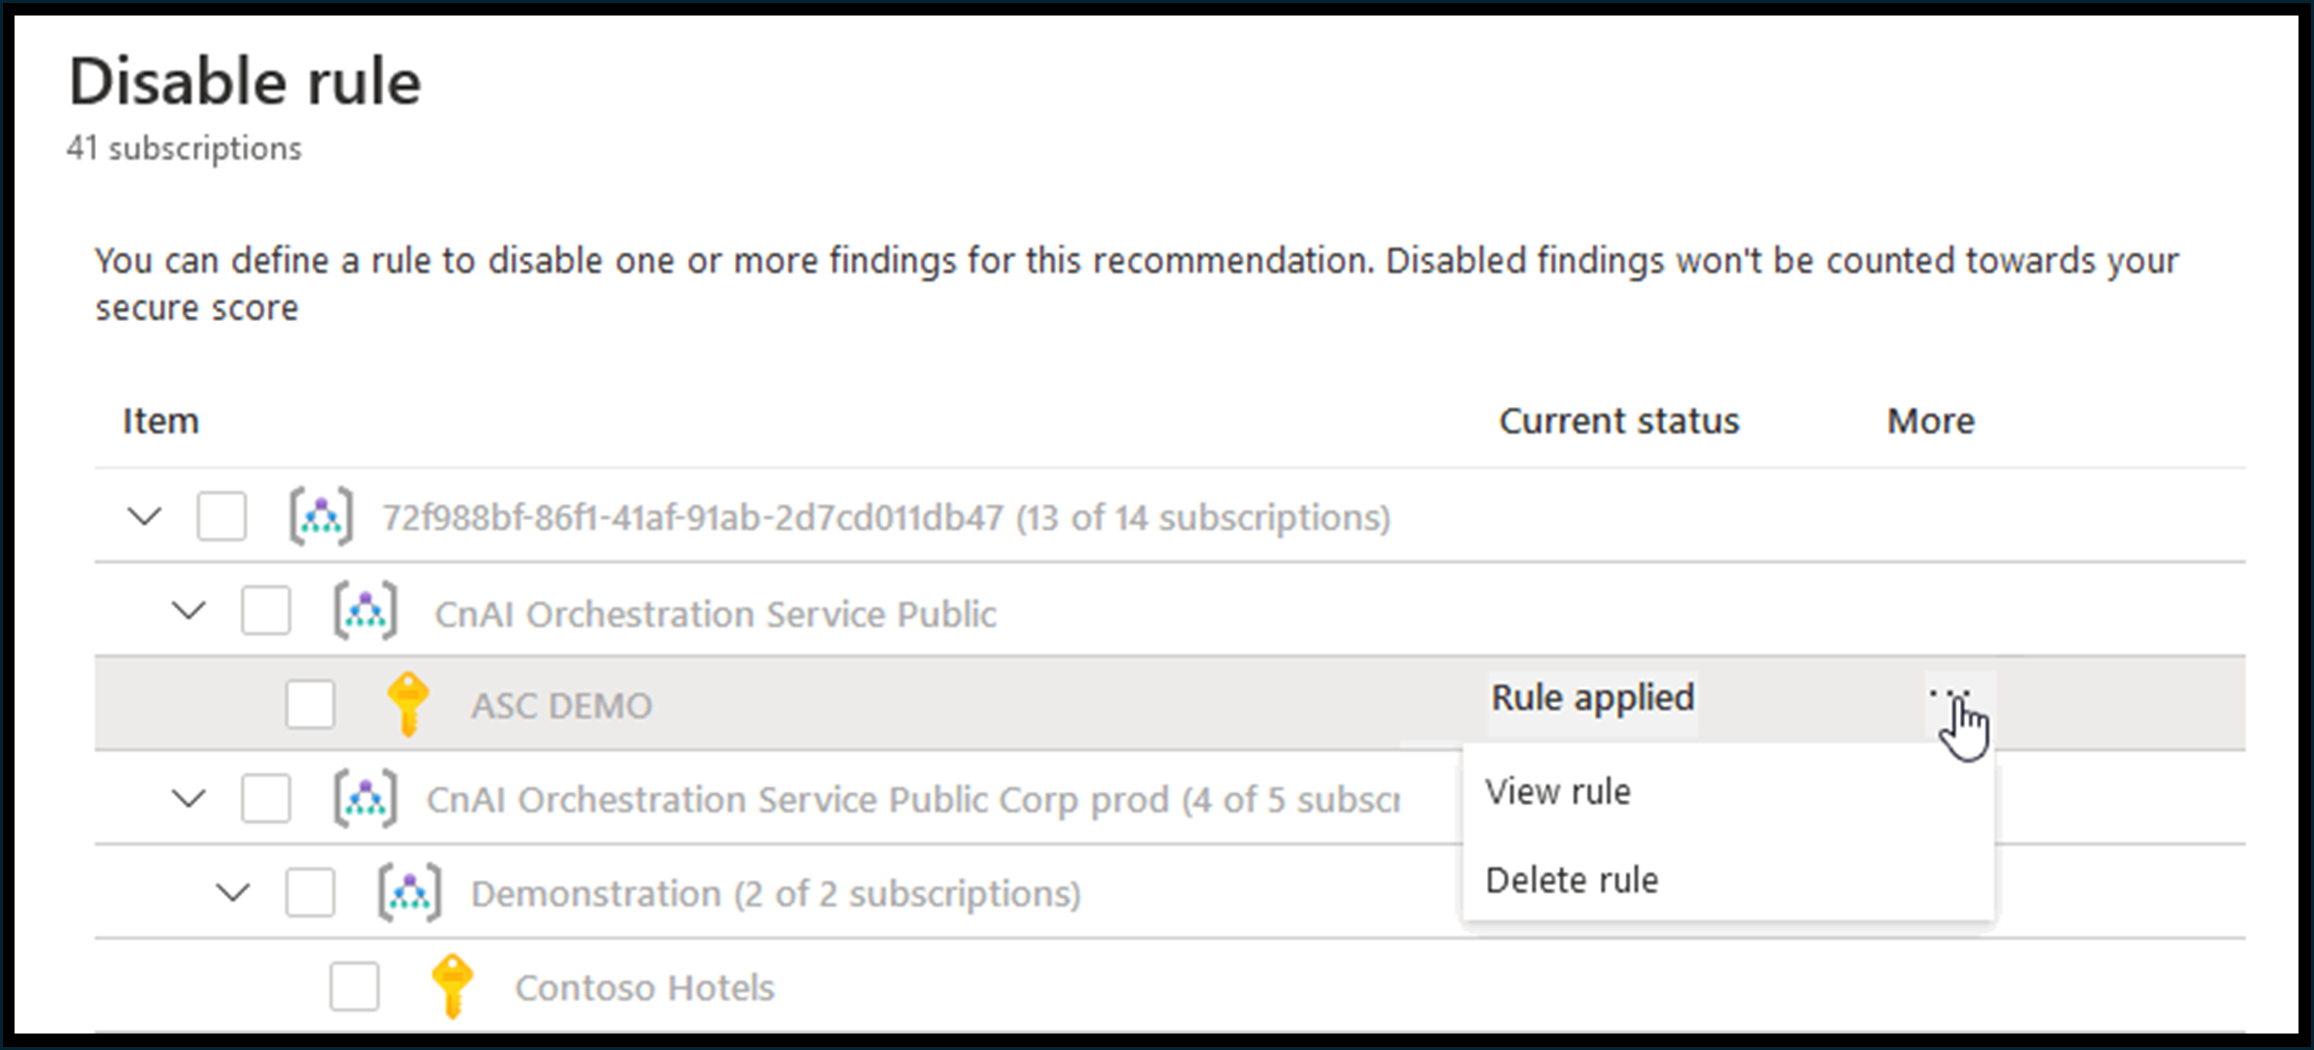 Disable rule
41 subscriptions
You can define a rule to disable one or more findings for this recommendation. Disabled findings won't be counted towards your
secure score
Item Current status More
72f988bf-86f1-41af-91ab-2d7cd011db47 (13 of 14 subscriptions)
CnAI Orchestration Service Public
ASC DEMO Rule applied ...
CnAI Orchestration Service Public Corp prod (4 of 5 subscr
View rule
Demonstration (2 of 2 subscriptions)
Delete rule
Contoso Hotels